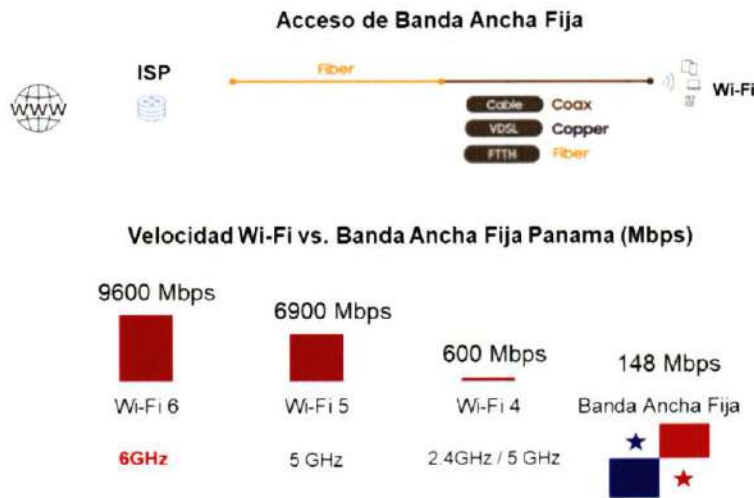 Acceso de Banda Ancha Fija
ISP
Fiber
WWW
Wi-Fi
Cable Coax
VDSL Copper
FTTH Fiber
Velocidad Wi-Fi vs. Banda Ancha Fija Panama (Mbps)
9600 Mbps
6900 Mbps
600 Mbps
148 Mbps
Wi-Fi 6
Wi-Fi 5
Wi-Fi 4
Banda Ancha Fija
6GHz
5 GHz
2.4GHz / 5 GHz